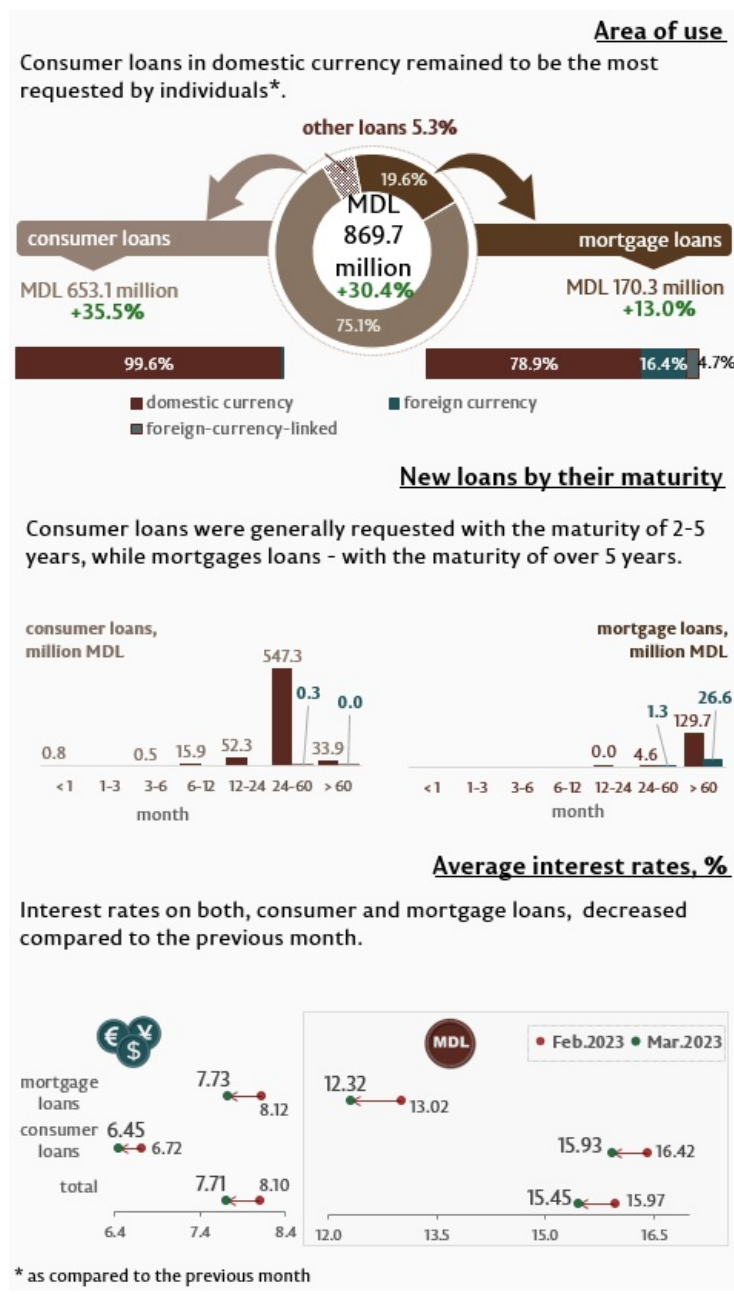 Area of use
Consumer loans in domestic currency remained to be the most
requested by individuals*.
other loans 5.3%
19.6%
MDL
869.7
million
+30.4%
75.1%
consumer loans
MDL 653.1 million
+35.5%
mortgage loans
MDL 170.3 million
+13.0%
99.6%
78.9% 16.4% 4.7%
domestic currency foreign currency
foreign-currency-linked
New loans by their maturity
Consumer loans were generally requested with the maturity of 2-5
years, while mortgages loans - with the maturity of over 5 years.
consumer loans,
million MDL
547.3
0.3
0.0
0.8 0.5 15.9 52.3 33.9
<1 1-3 3-6 6-12 12-24 24-60 >60
month
mortgage loans,
million MDL
26.6
1.3 129.7
0.0 4.6
<1 1-3 3-6 6-12 12-24 24-60 >60
month
Average interest rates, %
Interest rates on both, consumer and mortgage loans, decreased
compared to the previous month.
€ ¥ $
MDL
Feb.2023 Mar.2023
mortgage
loans
7.73
8.12
12.32
13.02
consumer
loans
6.45
6.72
15.93
16.42
total
7.71 8.10
15.45 15.97
6.4 7.4 8.4
12.0 13.5 15.0 16.5
* as compared to the previous month